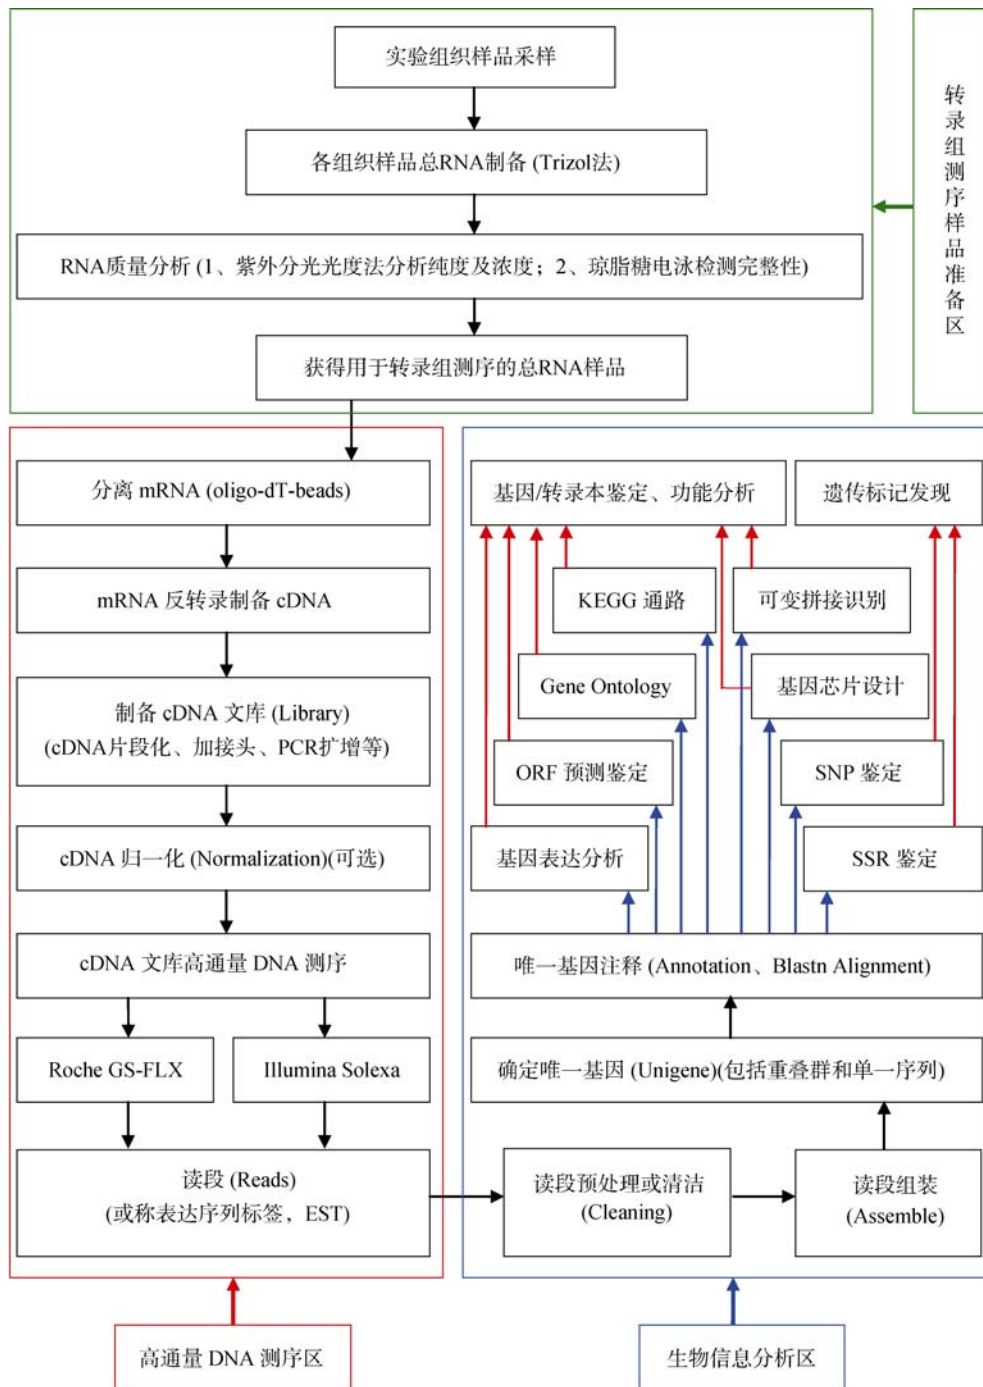 实验组织样品采样
各组织样品总RNA制备 (Trizol法)
RNA质量分析 (1、紫外分光光度法分析纯度及浓度；2、琼脂糖电泳检测完整性)
获得用于转录组测序的总RNA样品
转录组测序样品准备区
分离 mRNA (oligo-dT-beads)
mRNA 反转录制备 cDNA
制备 cDNA 文库 (Library)
(cDNA片段化、加接头、PCR扩增等)
cDNA 归一化 (Normalization)(可选)
cDNA 文库高通量 DNA 测序
Roche GS-FLX
Illumina Solexa
读段 (Reads)
(或称表达序列标签，EST)
高通量 DNA 测序区
基因/转录本鉴定、功能分析
遗传标记发现
KEGG 通路
可变拼接识别
Gene Ontology
基因芯片设计
ORF 预测鉴定
SNP 鉴定
基因表达分析
SSR 鉴定
唯一基因注释 (Annotation、Blastn Alignment)
确定唯一基因 (Unigene)(包括重叠群和单一序列)
读段预处理或清洁
(Cleaning)
读段组装
(Assemble)
生物信息分析区